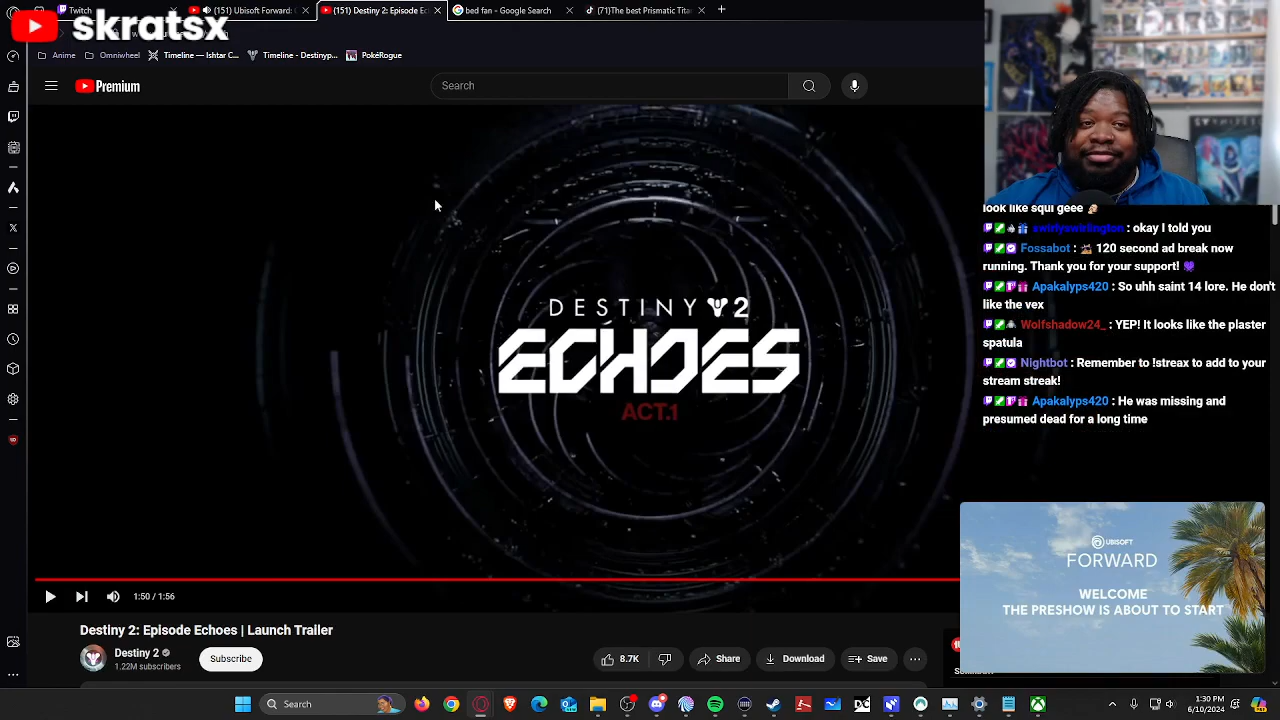 Twitch
(151) Ubisoft Forward:
(151) Destiny 2: Episode Ec
bed fan - Google Search
(71)The Best Prismatic Tita
skratsx
Anime
Omniwheel
Timeline — Ishtar C...
Timeline - Destinyp...
PokéRogue
Premium
Search
DESTINY 2
ECHOES
ACT.1
look like squi geee
swirlyswirlington : okay I told you
Fossabot : 120 second ad break now
running. Thank you for your support!
Apakalyps420 : So uhh saint 14 lore. He don't
like the vex
Wolfshadow24_ : YEP! It looks like the plaster
spatula
Nightbot : Remember to !streax to add to your
stream streak!
Apakalyps420 : He was missing and
presumed dead for a long time
UBISOFT
FORWARD
WELCOME
THE PRESHOW IS ABOUT TO START
1:50 / 1:56
Destiny 2: Episode Echoes | Launch Trailer
Destiny 2
1.22M subscribers
Subscribe
8.7K
Share
Download
Save
Search
1:30 PM
6/10/2024